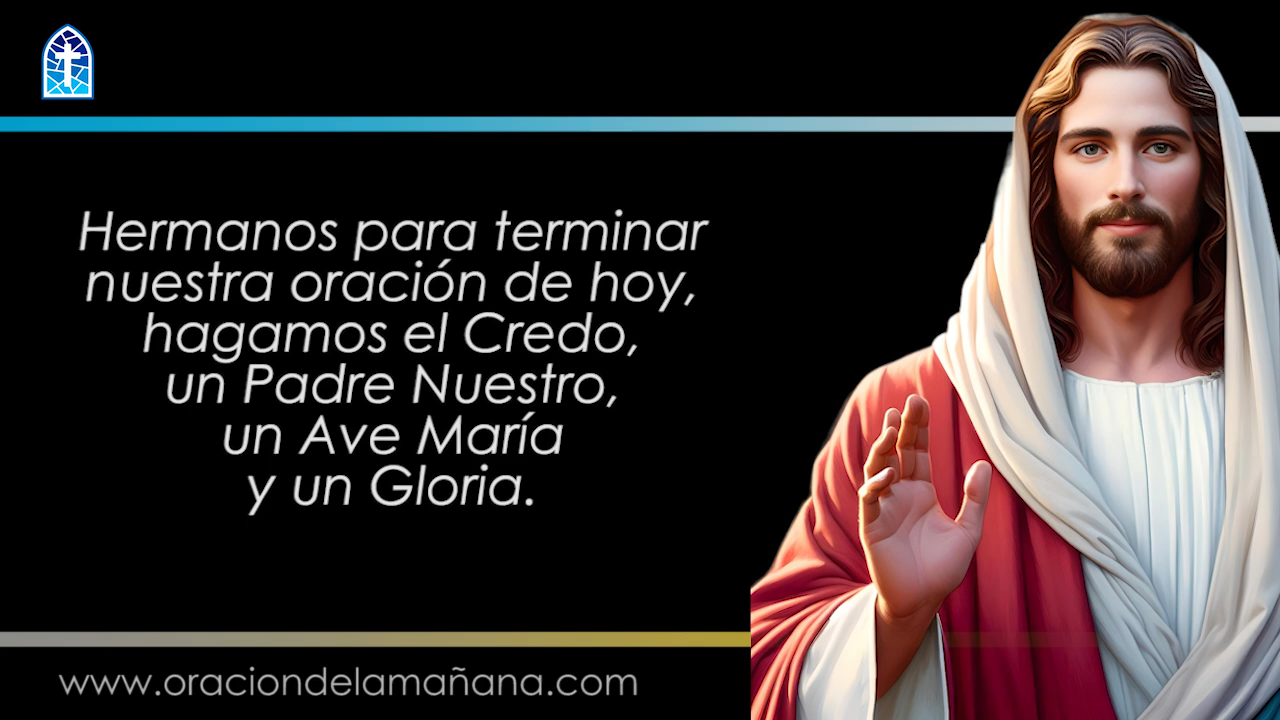 Hermanos para terminar
nuestra oración de hoy,
hagamos el Credo,
un Padre Nuestro,
un Ave María
y un Gloria.
www.oraciondelamañana.com